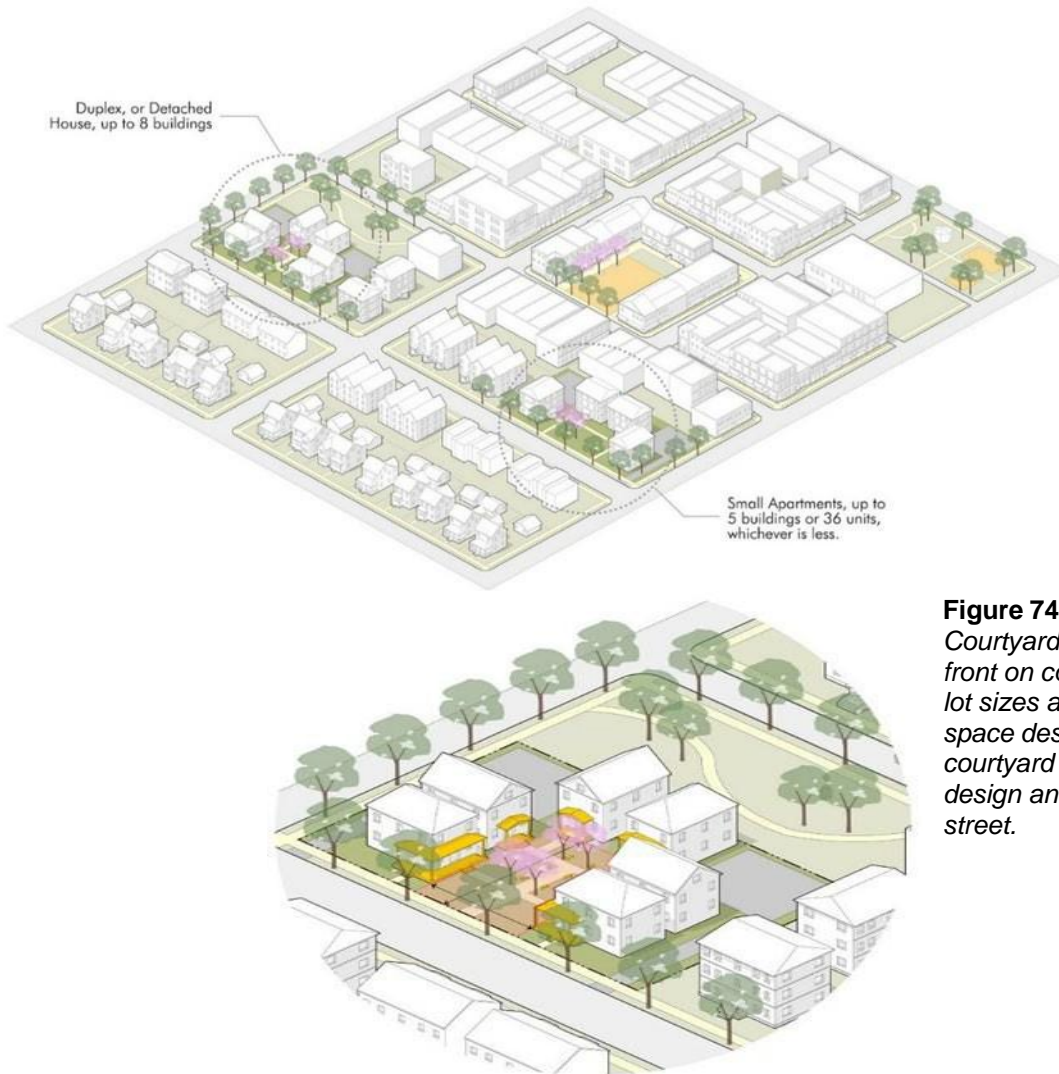 Duplex, or Detached
House, up to 8 buildings
Small Apartments, up to
5 buildings or 36 units,
whichever is less.
Figure 74
Courtyard
front on co
lot sizes a
space des
courtyard
design an
street.